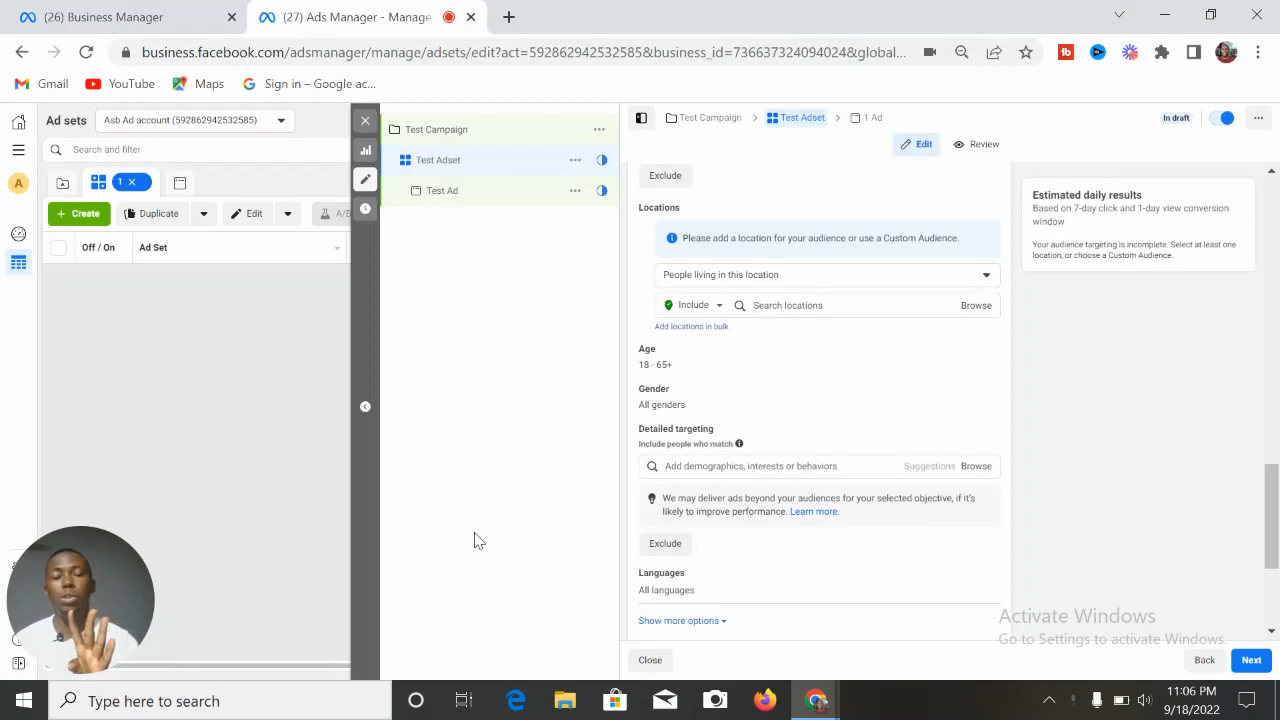 (26) Business Manager
(27) Ads Manager - Manage
business.facebook.com/adsmanager/manage/adsets/edit?act=592862942532585&business_id=7366373240940248&global...
Gmail
YouTube
Maps
Sign in – Google ac...
Ad sets
Asb Ad account (592862942532585)
Search and filter
1
Create
Duplicate
Edit
A/B
Off / On
Ad Set
A
Test Campaign
Test Adset
Test Ad
Test Campaign
Test Adset
1 Ad
In draft
Edit
Review
Exclude
Locations
Please add a location for your audience or use a Custom Audience.
People living in this location
Include
Search locations
Browse
Add locations in bulk
Age
18 - 65+
Gender
All genders
Detailed targeting
Include people who match
Add demographics, interests or behaviors
Suggestions
Browse
We may deliver ads beyond your audiences for your selected objective, if it's
likely to improve performance. Learn more.
Exclude
Languages
All languages
Show more options
Close
Back
Next
Estimated daily results
Based on 7-day click and 1-day view conversion
window
Your audience targeting is incomplete. Select at least one
location, or choose a Custom Audience.
Activate Windows
Go to Settings to activate Windows.
Type here to search
11:06 PM
9/18/2022